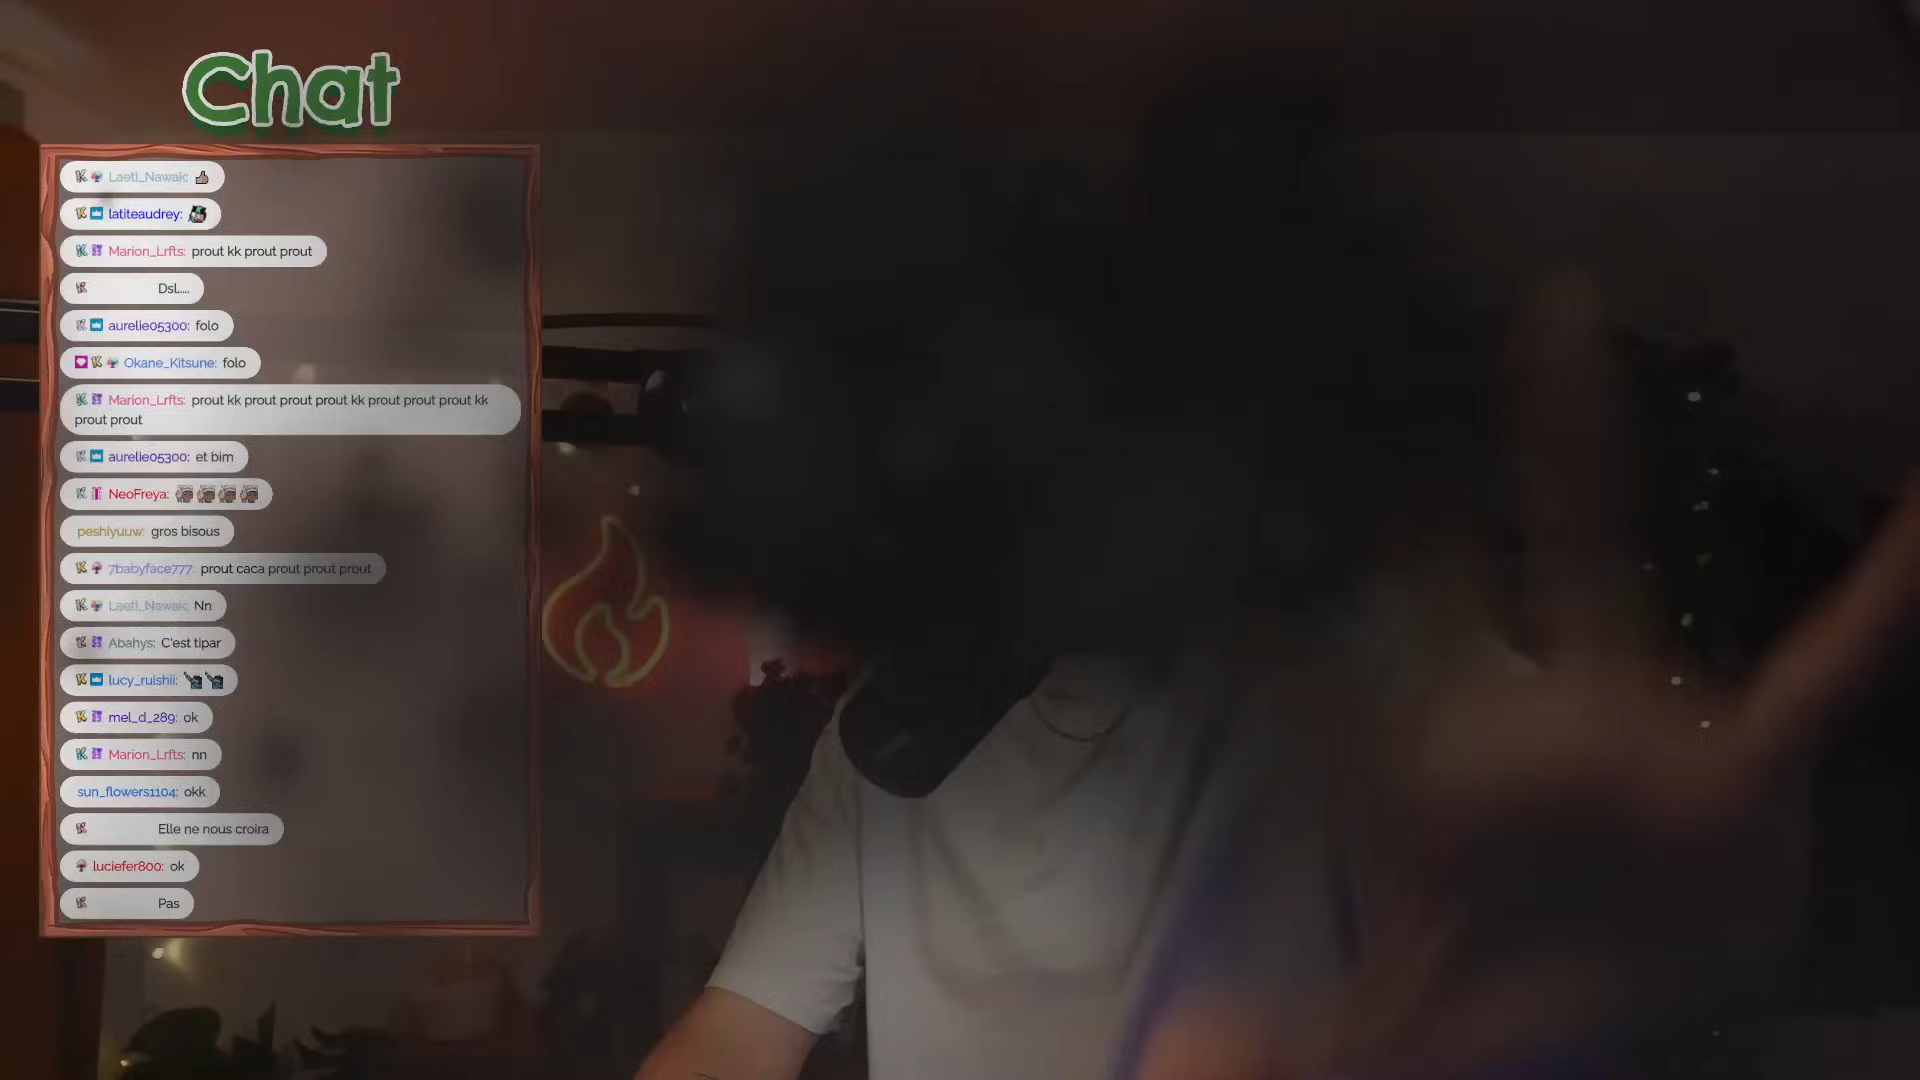 Chat
Laeti_Nawak:
latiteaudrey:
Marion_Lrfts: prout kk prout prout
Dsl.....
aurelie05300: folo
Okane_Kitsune: folo
Marion_Lrfts: prout kk prout prout prout kk prout prout prout kk
prout prout
aurelie05300: et bim
NeoFreya:
peshiyuuw: gros bisous
7babyface777: prout caca prout prout prout
Laeti_Nawak: Nn
Abahys: C'est tipar
lucy_ruishii:
mel_d_289: ok
Marion_Lrfts: nn
sun_flowers1104: okk
Elle ne nous croira
luciefer800: ok
Pas